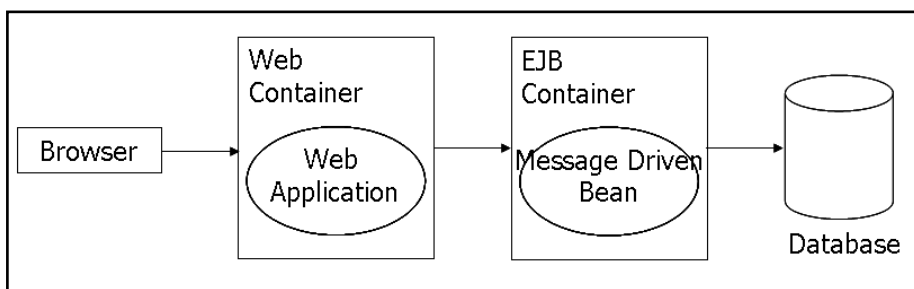 Browser
Web
Container
Web
Application
EJB
Container
Message Driven
Bean
Database